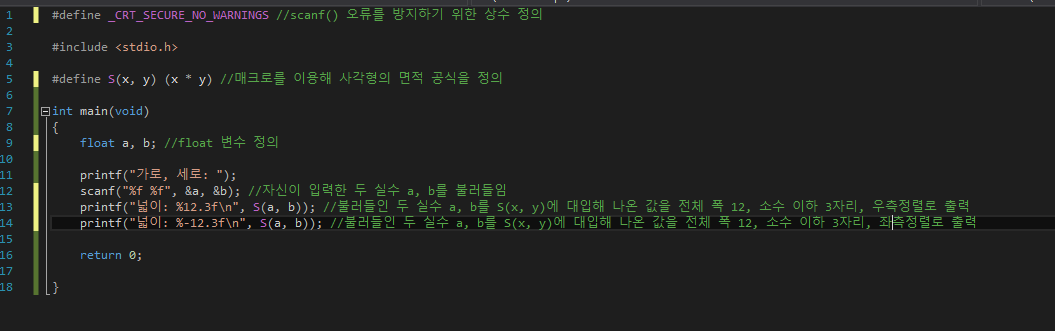 1 #define _CRT_SECURE_NO_WARNINGS //scanf() 오류를 방지하기 위한 상수 정의
2
3 #include <stdio.h>
4
5 #define S(x, y) (x * y) //매크로를 이용해 사각형의 면적 공식을 정의
6
7 int main(void)
8 {
9 float a, b; //float 변수 정의
10
11 printf("가로, 세로: ");
12 scanf("%f %f", &a, &b); //자신이 입력한 두 실수 a, b를 불러들임
13 printf("넓이: %12.3f\n", S(a, b)); //불러들인 두 실수 a, b를 S(x, y)에 대입해 나온 값을 전체 폭 12, 소수 이하 3자리, 우측정렬로 출력
14 printf("넓이: %-12.3f\n", S(a, b)); //불러들인 두 실수 a, b를 S(x, y)에 대입해 나온 값을 전체 폭 12, 소수 이하 3자리, 좌측정렬로 출력
15
16 return 0;
17
18 }